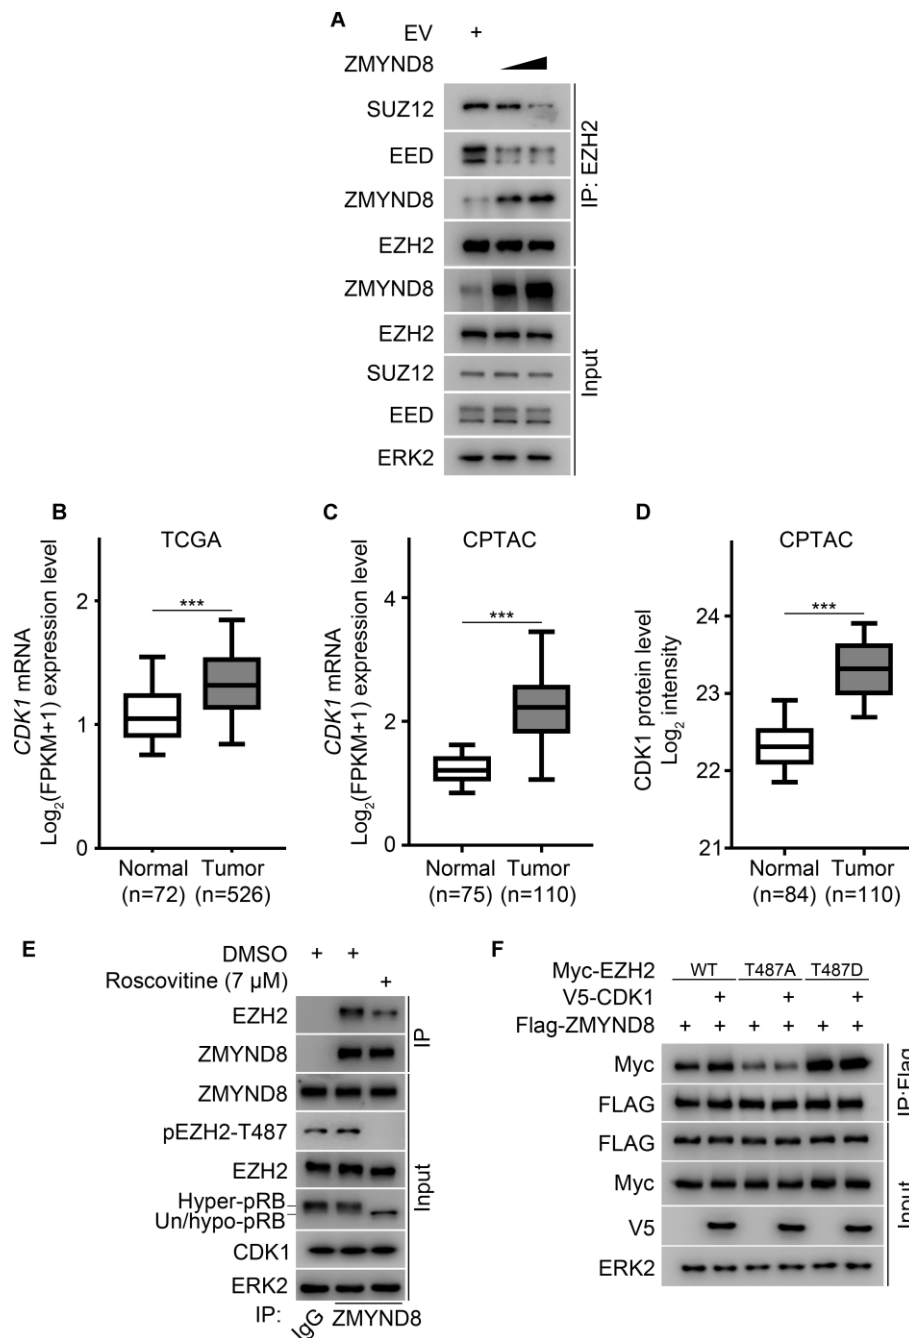 A
EV +
ZMYND8
SUZ12
EED
ZMYND8
EZH2
IP: EZH2
ZMYND8
EZH2
SUZ12
EED
ERK2
Input
B
TCGA
CDK1 mRNA
Log2(FPKM+1) expression level
2
1
0
***
Normal Tumor
(n=72) (n=526)
C
CPTAC
CDK1 mRNA
Log2(FPKM+1) expression level
4
2
0
***
Normal Tumor
(n=75) (n=110)
D
CPTAC
CDK1 protein level
Log2 intensity
24
23
22
21
***
Normal Tumor
(n=84) (n=110)
E
DMSO + +
Roscovitine (7 µM) +
EZH2
ZMYND8
IP
ZMYND8
pEZH2-T487
EZH2
Hyper-pRB
Un/hypo-pRB
CDK1
ERK2
Input
IP: IgG ZMYND8
F
Myc-EZH2 WT T487A T487D
V5-CDK1 + + +
Flag-ZMYND8 + + + + + +
Myc
FLAG
IP:Flag
FLAG
Myc
V5
ERK2
Input